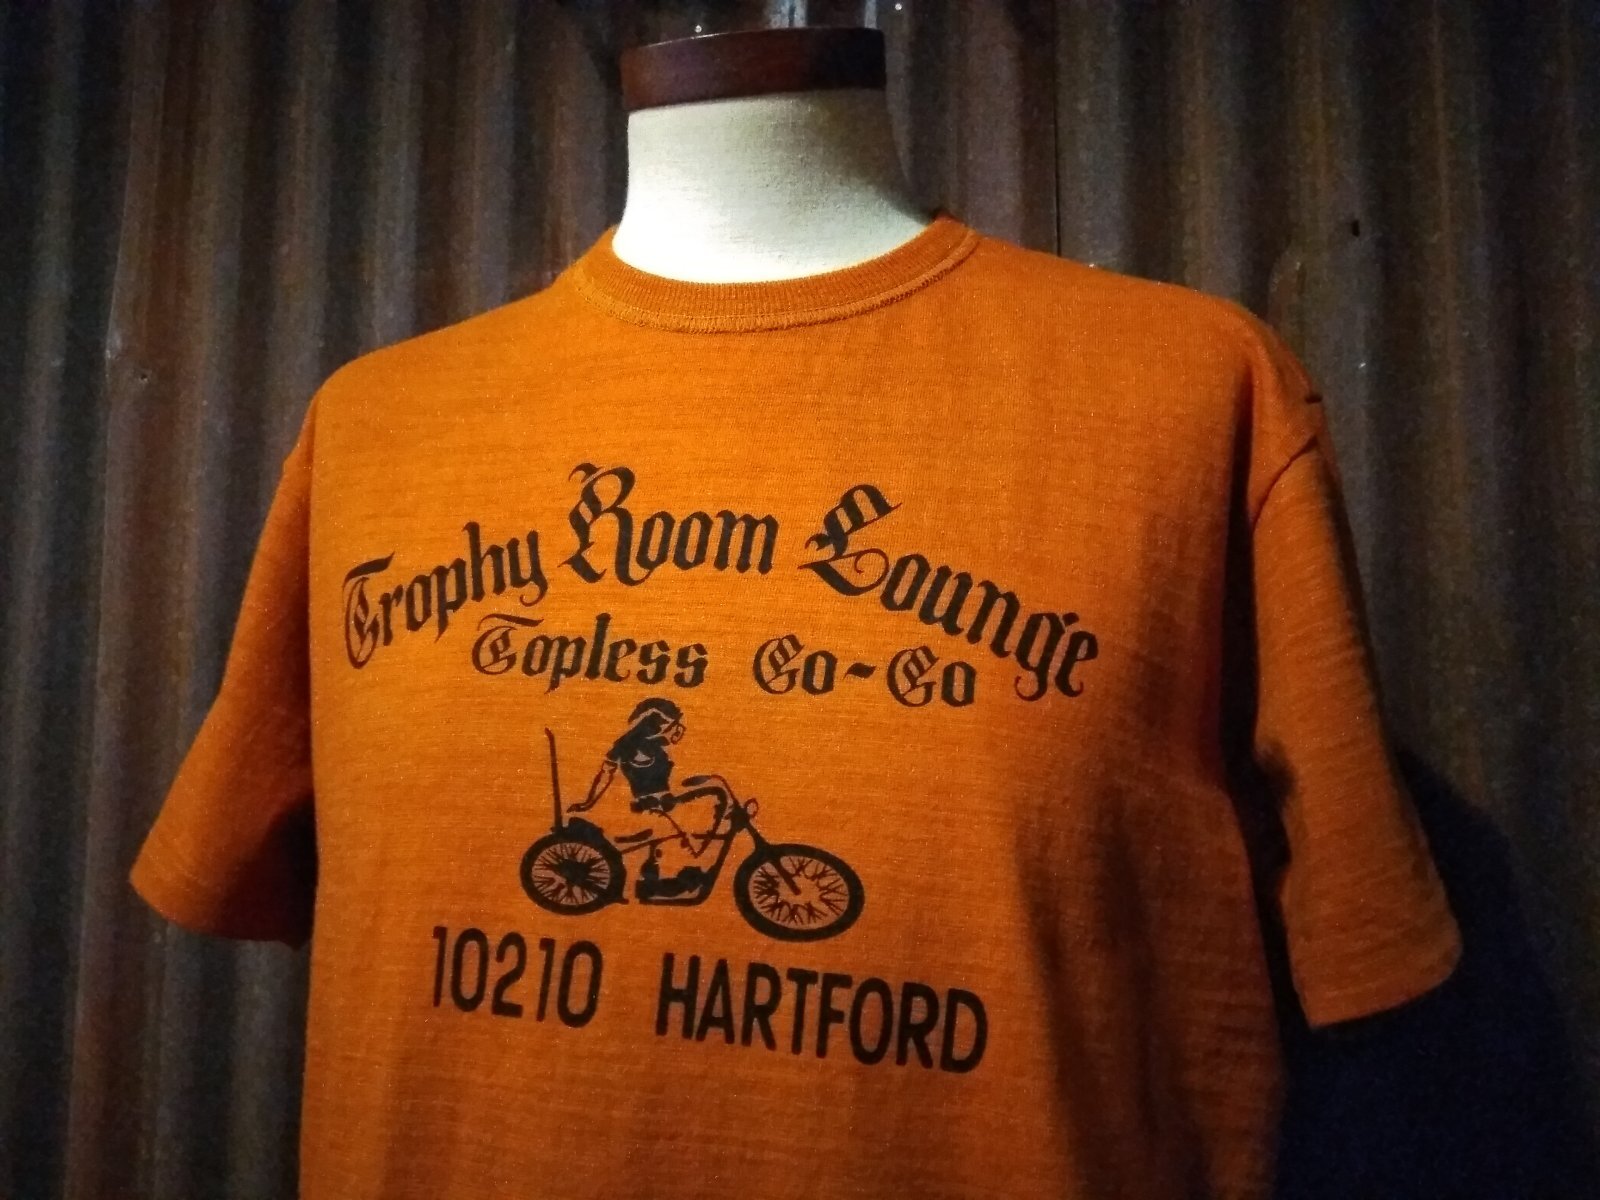 Trophy Room Lounge
Topless Go-Go
10210 HARTFORD